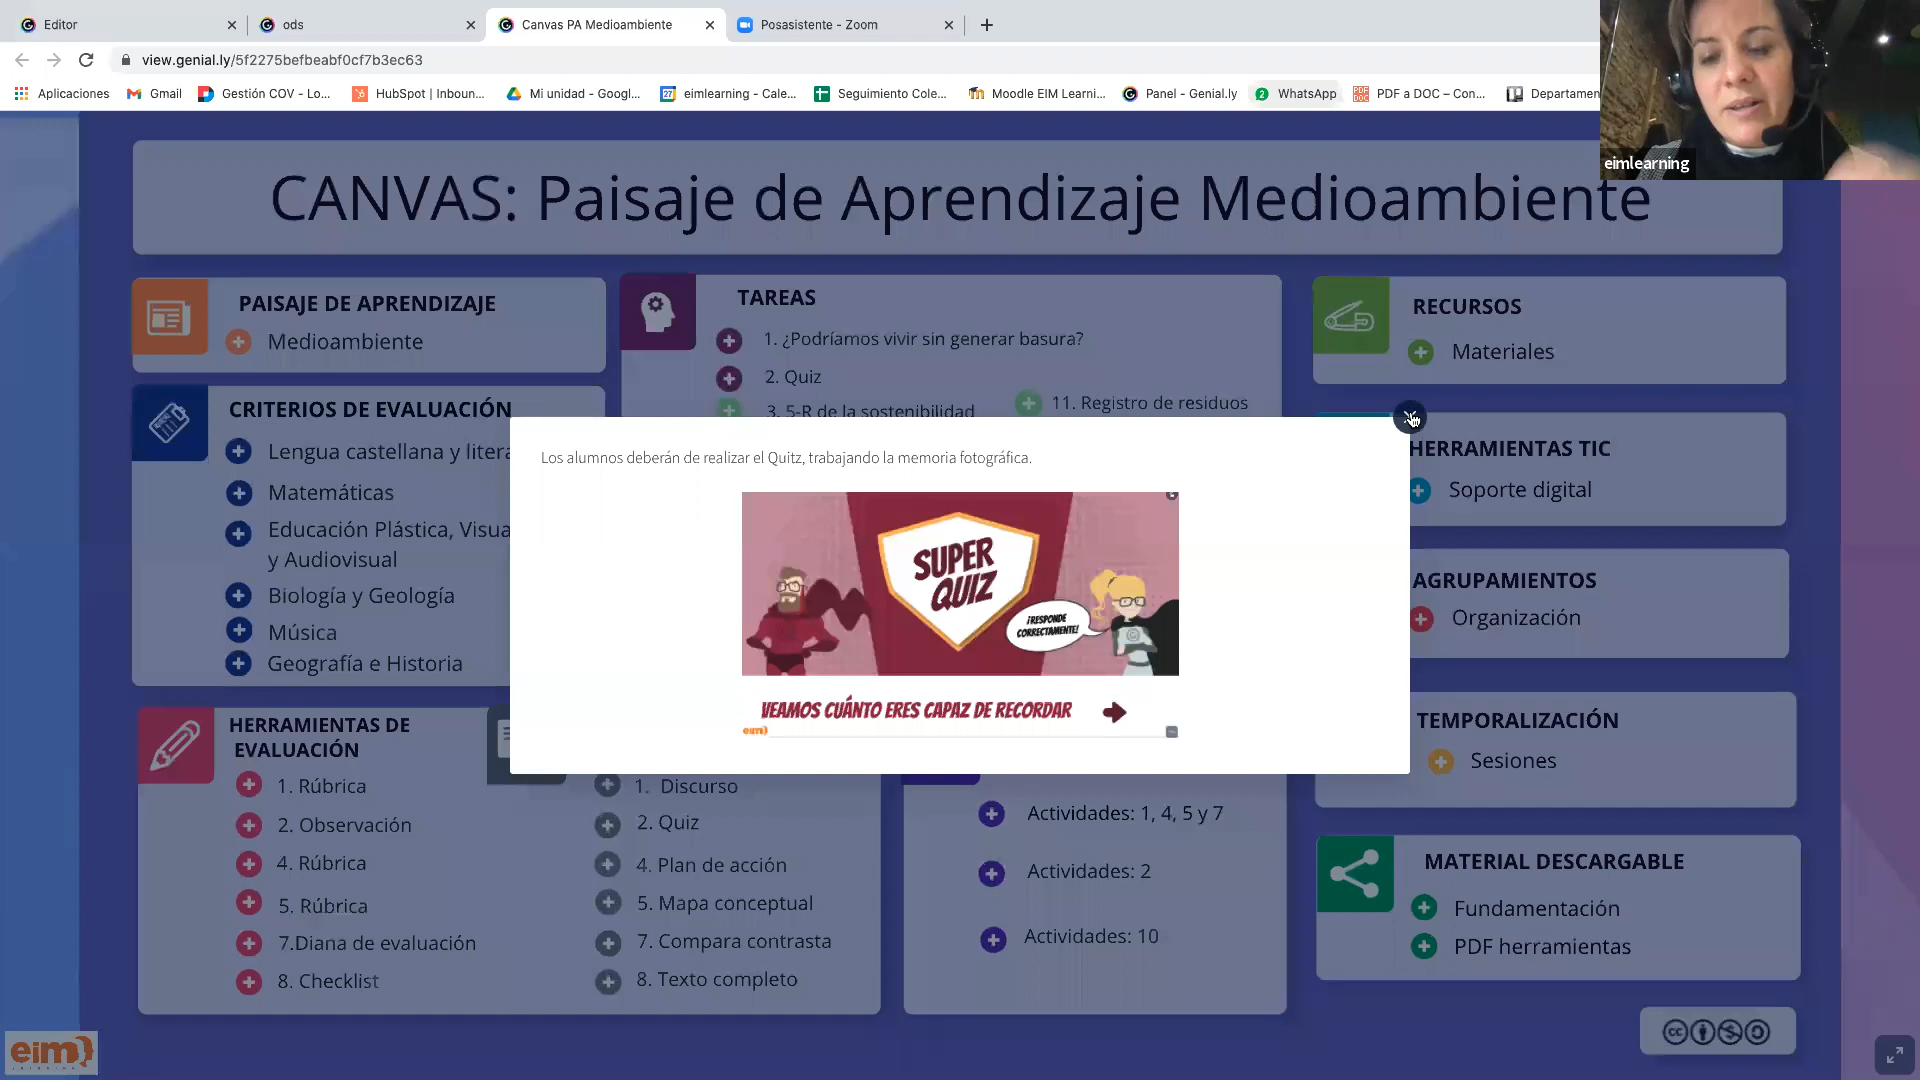 Editor
ods
Canvas PA Medioambiente
Posasistente - Zoom
view.genial.ly/5f2275befbeabf0cf7b3ec63
Aplicaciones
Gmail
Gestión COV - Lo...
HubSpot | Inboun...
Mi unidad - Googl...
27
eimlearning - Cale...
Seguimiento Cole...
Moodle EIM Learni...
Panel - Genial.ly
2
WhatsApp
PDF a DOC – Con...
Departamen
eimlearning
CANVAS: Paisaje de Aprendizaje Medioambiente
PAISAJE DE APRENDIZAJE
Medioambiente
TAREAS
1. ¿Podríamos vivir sin generar basura?
2. Quiz
3. 5-R de la sostenibilidad
11. Registro de residuos
RECURSOS
Materiales
CRITERIOS DE EVALUACIÓN
Lengua castellana y litera
Matemáticas
Educación Plástica, Visua
y Audiovisual
Biología y Geología
Música
Geografía e Historia
Los alumnos deberán de realizar el Quitz, trabajando la memoria fotográfica.
SUPER
QUIZ
¡RESPONDE
CORRECTAMENTE!
VEAMOS CUÁNTO ERES CAPAZ DE RECORDAR
eim
HERRAMIENTAS TIC
Soporte digital
AGRUPAMIENTOS
Organización
TEMPORALIZACIÓN
Sesiones
HERRAMIENTAS DE
EVALUACIÓN
1. Rúbrica
2. Observación
4. Rúbrica
5. Rúbrica
7.Diana de evaluación
8. Checklist
1. Discurso
2. Quiz
4. Plan de acción
5. Mapa conceptual
7. Compara contrasta
8. Texto completo
Actividades: 1, 4, 5 y 7
Actividades: 2
Actividades: 10
MATERIAL DESCARGABLE
Fundamentación
PDF herramientas
eim
LEARNING
cc